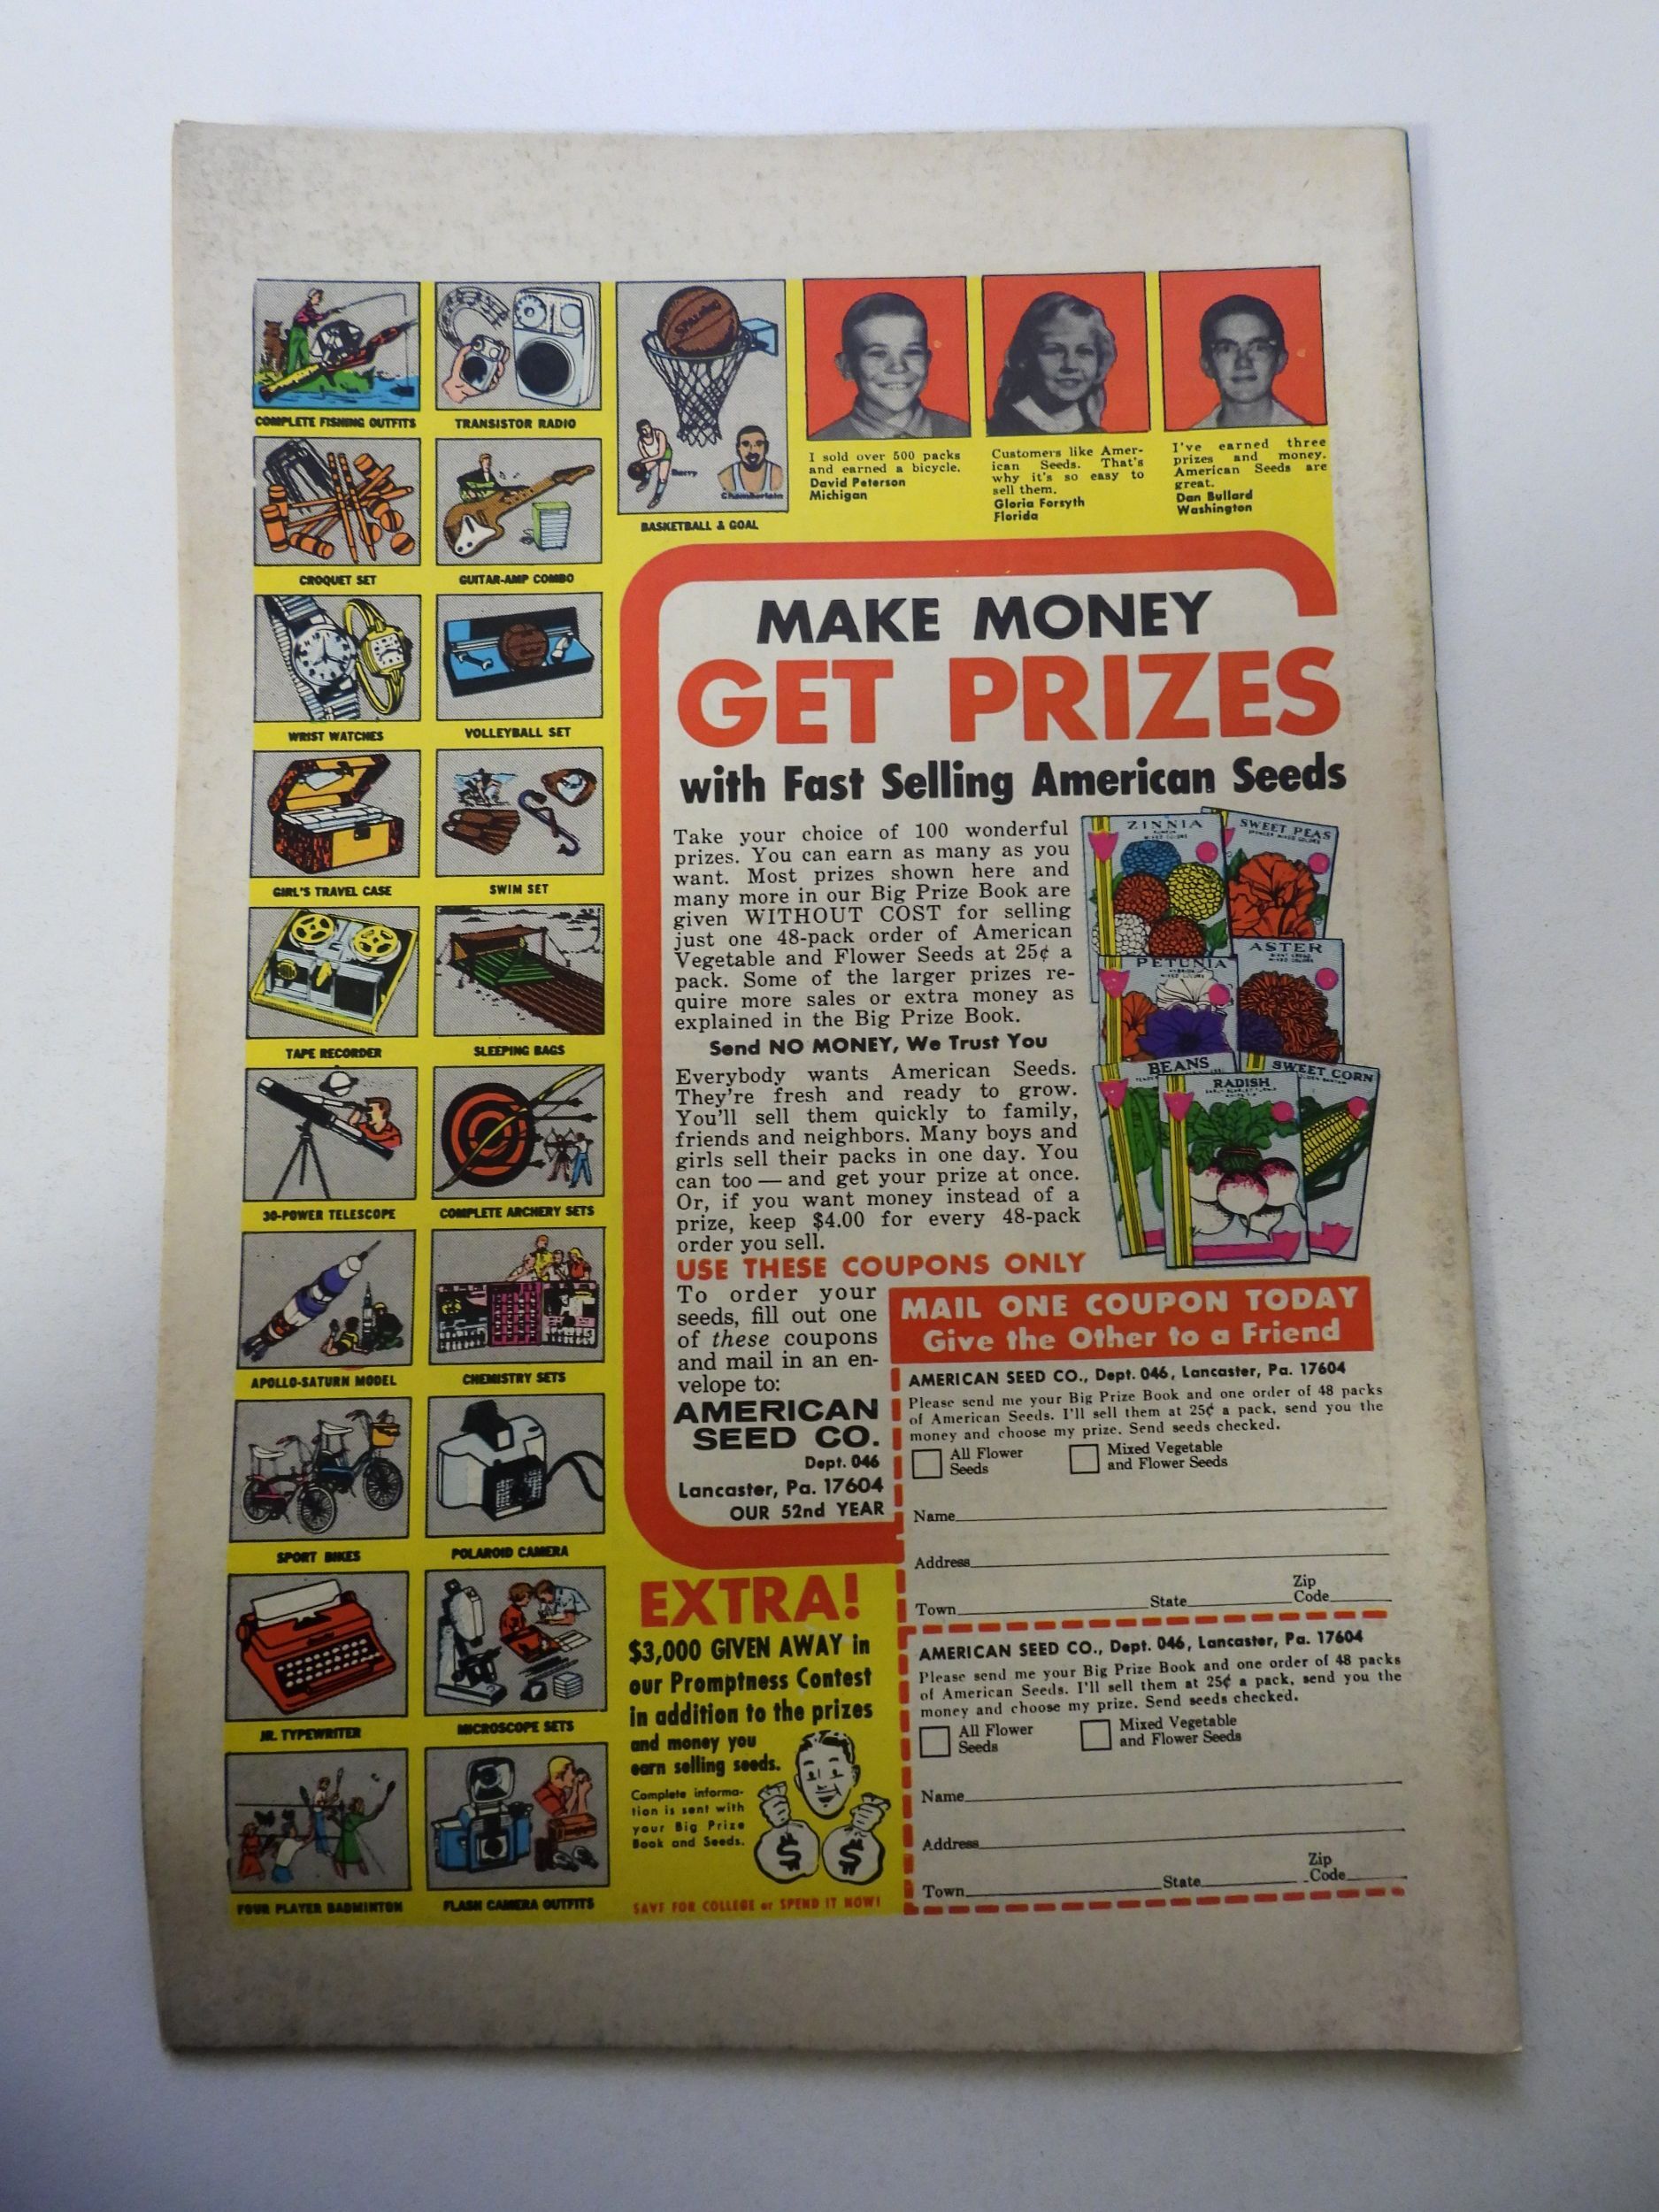 COMPLETE FISHING OUTFITS
TRANSISTOR RADIO
SPALDING
Barry
Chamberlain
BASKETBALL & GOAL
I sold over 500 packs
and earned a bicycle.
David Peterson
Michigan
Customers like Amer-
ican Seeds. That's
why it's so easy to
sell them.
Gloria Forsyth
Florida
I've earned three
prizes and money.
American Seeds are
great.
Dan Bullard
Washington
CROQUET SET
GUITAR-AMP COMBO
WRIST WATCHES
VOLLEYBALL SET
GIRL'S TRAVEL CASE
SWIM SET
TAPE RECORDER
SLEEPING BAGS
30-POWER TELESCOPE
COMPLETE ARCHERY SETS
APOLLO-SATURN MODEL
CHEMISTRY SETS
SPORT BIKES
POLAROID CAMERA
JR. TYPEWRITER
MICROSCOPE SETS
FOUR PLAYER BADMINTON
FLASH CAMERA OUTFITS
MAKE MONEY
GET PRIZES
with Fast Selling American Seeds
Take your choice of 100 wonderful
prizes. You can earn as many as you
want. Most prizes shown here and
many more in our Big Prize Book are
given WITHOUT COST for selling
just one 48-pack order of American
Vegetable and Flower Seeds at 25¢ a
pack. Some of the larger prizes re-
quire more sales or extra money as
explained in the Big Prize Book.
Send NO MONEY, We Trust You
Everybody wants American Seeds.
They're fresh and ready to grow.
You'll sell them quickly to family,
friends and neighbors. Many boys and
girls sell their packs in one day. You
can too — and get your prize at once.
Or, if you want money instead of a
prize, keep $4.00 for every 48-pack
order you sell.
ZINNIA
SWEET PEAS
PETUNIA
ASTER
BEANS
RADISH
SWEET CORN
USE THESE COUPONS ONLY
To order your
seeds, fill out one
of these coupons
and mail in an en-
velope to:
AMERICAN
SEED CO.
Dept. 046
Lancaster, Pa. 17604
OUR 52nd YEAR
MAIL ONE COUPON TODAY
Give the Other to a Friend
AMERICAN SEED CO., Dept. 046, Lancaster, Pa. 17604
Please send me your Big Prize Book and one order of 48 packs
of American Seeds. I'll sell them at 25¢ a pack, send you the
money and choose my prize. Send seeds checked.
All Flower
Seeds
Mixed Vegetable
and Flower Seeds
Name
Address
Town State Zip
Code
AMERICAN SEED CO., Dept. 046, Lancaster, Pa. 17604
Please send me your Big Prize Book and one order of 48 packs
of American Seeds. I'll sell them at 25¢ a pack, send you the
money and choose my prize. Send seeds checked.
All Flower
Seeds
Mixed Vegetable
and Flower Seeds
Name
Address
Town State Zip
Code
EXTRA!
$3,000 GIVEN AWAY in
our Promptness Contest
in addition to the prizes
and money you
earn selling seeds.
Complete informa-
tion is sent with
your Big Prize
Book and Seeds.
$ $
SAVE FOR COLLEGE or SPEND IT NOW!